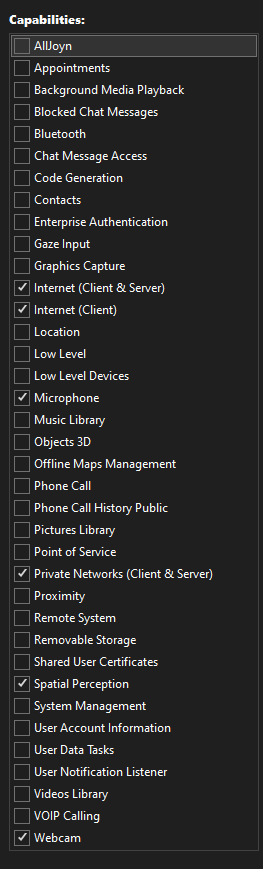 Capabilities:
AllJoyn
Appointments
Background Media Playback
Blocked Chat Messages
Bluetooth
Chat Message Access
Code Generation
Contacts
Enterprise Authentication
Gaze Input
Graphics Capture
Internet (Client & Server)
Internet (Client)
Location
Low Level
Low Level Devices
Microphone
Music Library
Objects 3D
Offline Maps Management
Phone Call
Phone Call History Public
Pictures Library
Point of Service
Private Networks (Client & Server)
Proximity
Remote System
Removable Storage
Shared User Certificates
Spatial Perception
System Management
User Account Information
User Data Tasks
User Notification Listener
Videos Library
VOIP Calling
Webcam